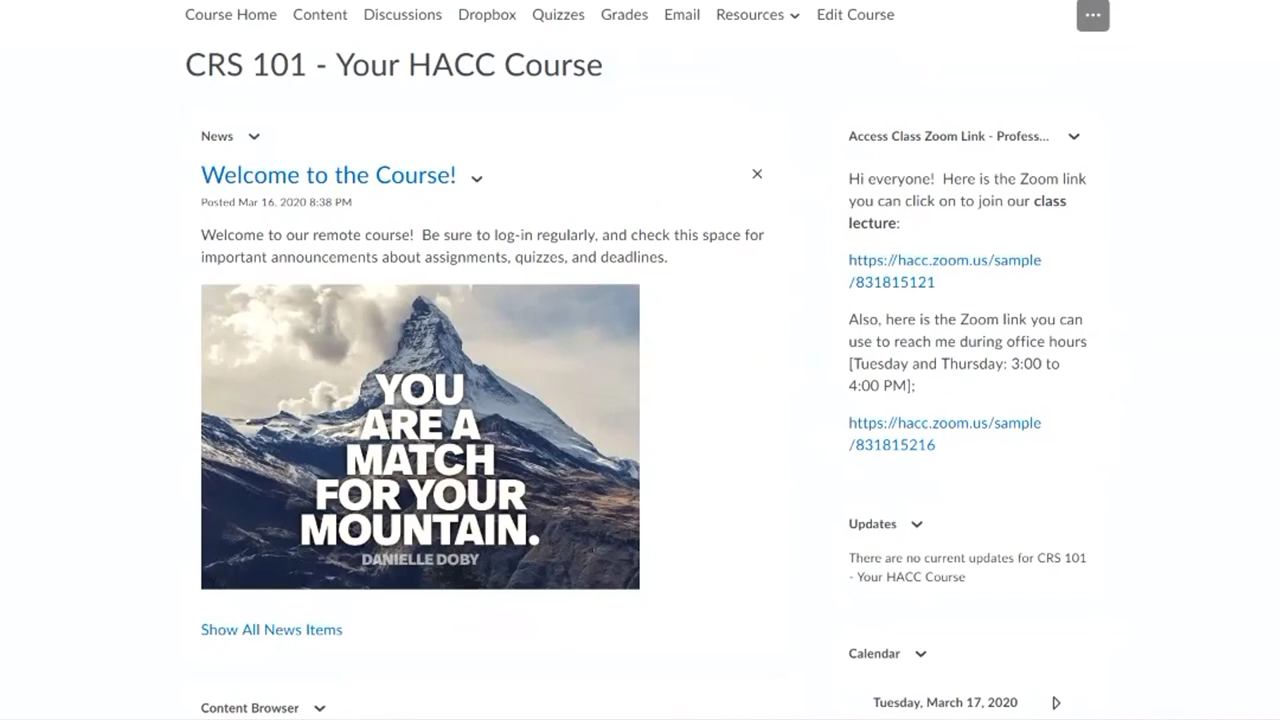 Course Home Content Discussions Dropbox Quizzes Grades Email Resources Edit Course
CRS 101 - Your HACC Course
News
Welcome to the Course!
Posted Mar 16, 2020 8:38 PM
Welcome to our remote course!  Be sure to log-in regularly, and check this space for
important announcements about assignments, quizzes, and deadlines.
YOU
ARE A
MATCH
FOR YOUR
MOUNTAIN.
DANIELLE DOBY
Show All News Items
Content Browser
Access Class Zoom Link - Profess...
Hi everyone!  Here is the Zoom link
you can click on to join our class
lecture:
https://hacc.zoom.us/sample
/831815121
Also, here is the Zoom link you can
use to reach me during office hours
[Tuesday and Thursday: 3:00 to
4:00 PM];
https://hacc.zoom.us/sample
/831815216
Updates
There are no current updates for CRS 101
- Your HACC Course
Calendar
Tuesday, March 17, 2020